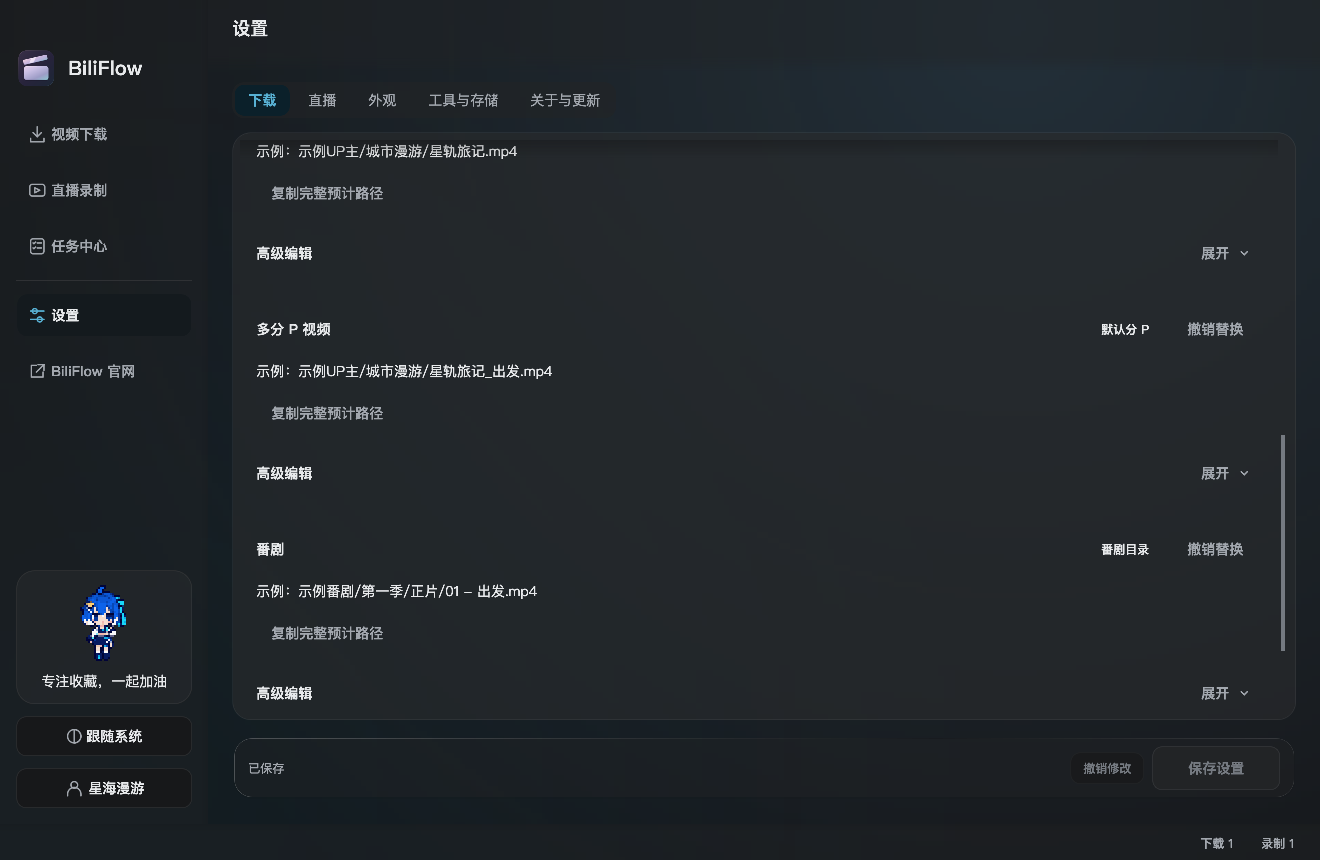 设置
BiliFlow
视频下载
直播录制
任务中心
设置
BiliFlow 官网
专注收藏，一起加油
跟随系统
星海漫游
下载 直播 外观 工具与存储 关于与更新
示例：示例UP主/城市漫游/星轨旅记.mp4
复制完整预计路径
高级编辑 展开
多分 P 视频 默认分 P 撤销替换
示例：示例UP主/城市漫游/星轨旅记_出发.mp4
复制完整预计路径
高级编辑 展开
番剧 番剧目录 撤销替换
示例：示例番剧/第一季/正片/01 – 出发.mp4
复制完整预计路径
高级编辑 展开
已保存 撤销修改 保存设置
下载 1 录制 1